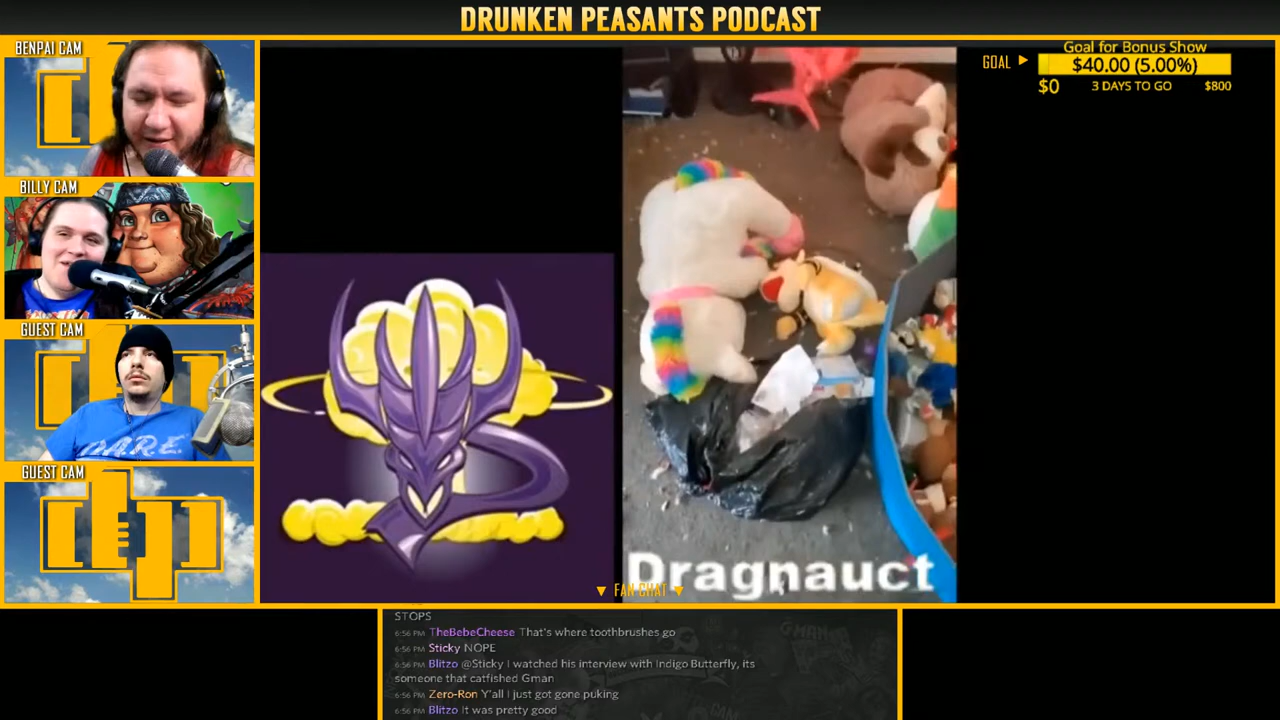 DRUNKEN PEASANTS PODCAST
BENPAI CAM
BILLY CAM
GUEST CAM
D.A.R.E.
GUEST CAM
Goal for Bonus Show
GOAL ▶ $40.00 (5.00%)
$0 3 DAYS TO GO $800
Dragnauct
▼ FAN CHAT ▼
STOPS
6:56 PM TheBebeCheese That's where toothbrushes go
6:56 PM Sticky NOPE
6:56 PM Blitzo @Sticky I watched his interview with Indigo Butterfly, its
someone that catfished Gman
6:56 PM Zero-Ron Y'all I just got gone puking
6:56 PM Blitzo It was pretty good